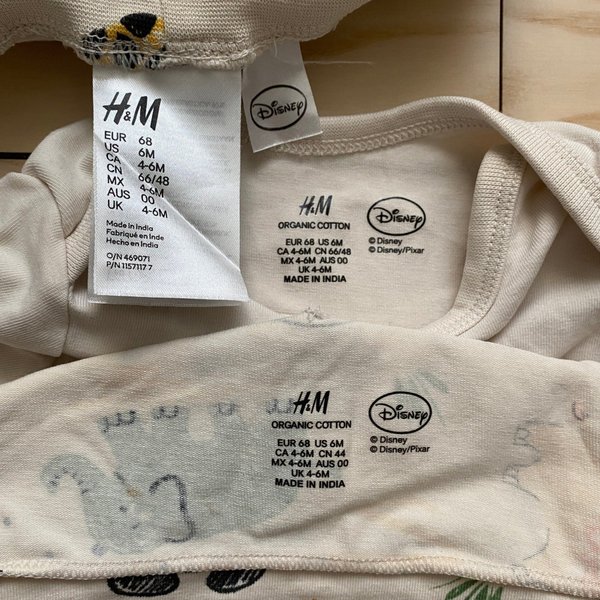 H&M
EUR 68
US 6M
CA 4-6M
CN 66/48
MX 4-6M
AUS 00
UK 4-6M
Made in India
Fabriqué en Inde
Hecho en India
O/N 469071
P/N 1157117 7
Disney
H&M
ORGANIC COTTON
EUR 68 US 6M
CA 4-6M CN 66/48
MX 4-6M AUS 00
UK 4-6M
MADE IN INDIA
Disney
© Disney
© Disney/Pixar
H&M
ORGANIC COTTON
EUR 68 US 6M
CA 4-6M CN 44
MX 4-6M AUS 00
UK 4-6M
MADE IN INDIA
Disney
© Disney
© Disney/Pixar